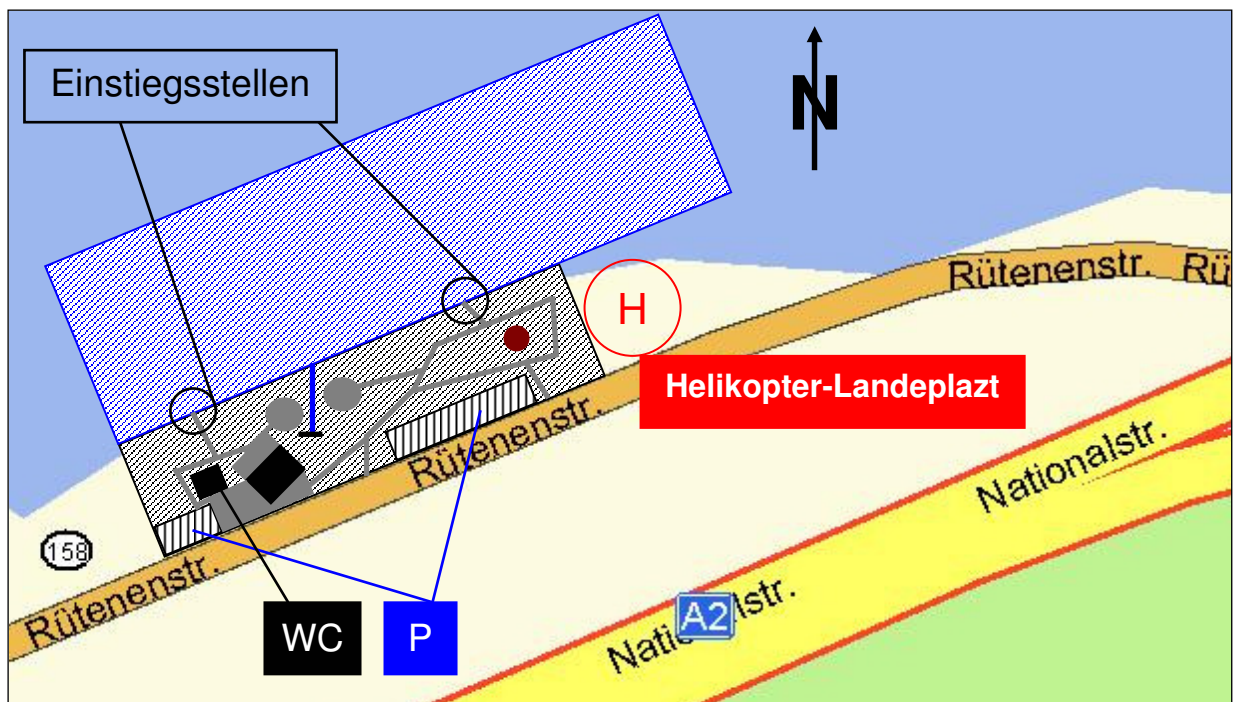 Einstiegsstellen
N
Rütenenstr. Rü
H
Helikopter-Landeplazt
Rütenenstr.
Nationalstr.
158
Rütenenstr.
A2
Nationalstr.
WC
P